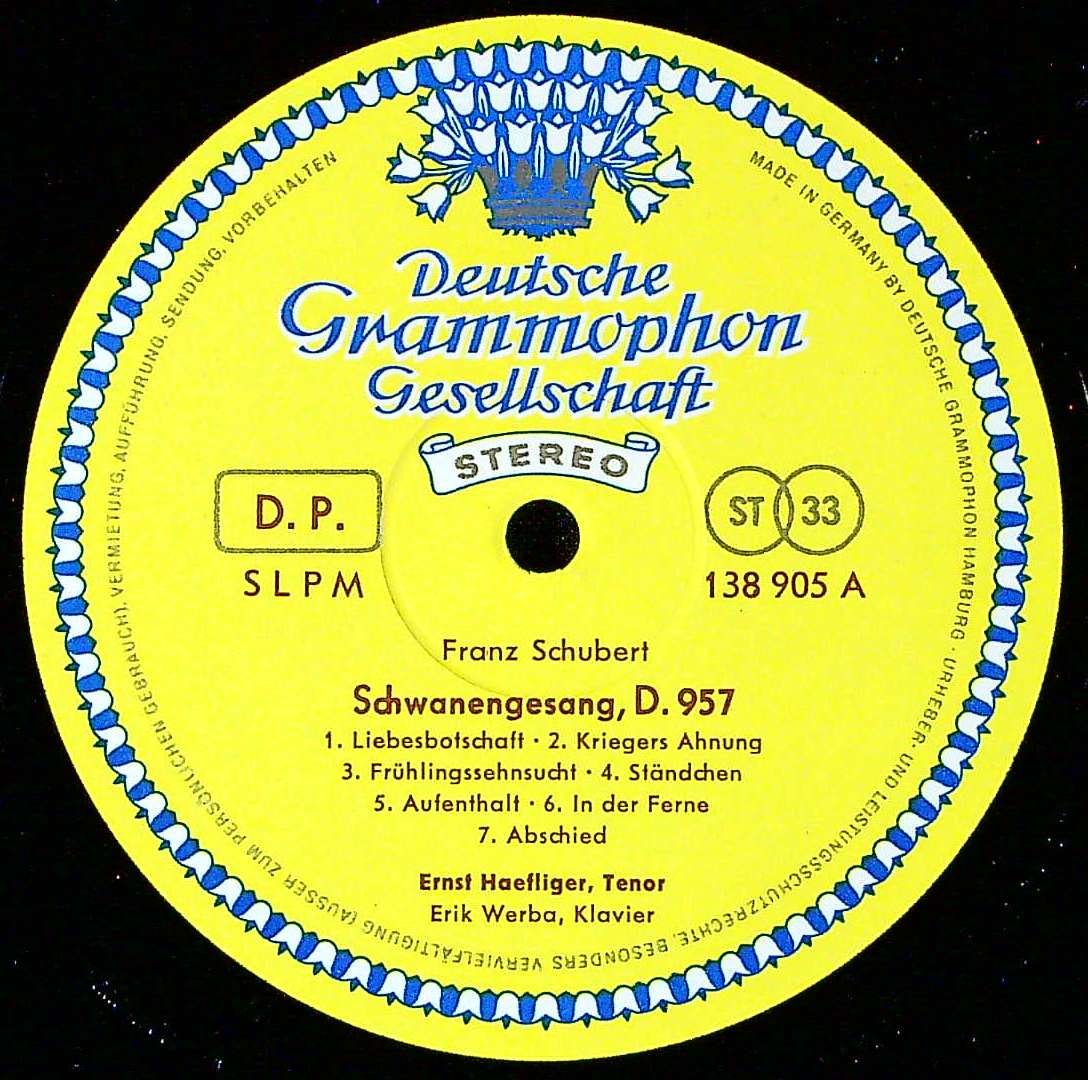 Deutsche
Grammophon
Gesellschaft
STEREO
D. P.
ST 33
SLPM
138 905 A
Franz Schubert
Schwanengesang, D. 957
1. Liebesbotschaft · 2. Kriegers Ahnung
3. Frühlingssehnsucht · 4. Ständchen
5. Aufenthalt · 6. In der Ferne
7. Abschied
Ernst Haefliger, Tenor
Erik Werba, Klavier
MADE IN GERMANY BY DEUTSCHE GRAMMOPHON HAMBURG · URHEBER- UND LEISTUNGSSCHUTZRECHTE, BESONDERS VERVIELFÄLTIGUNG (AUSSER ZUM PERSÖNLICHEN GEBRAUCH), VERMIETUNG, AUFFÜHRUNG, SENDUNG, VORBEHALTEN